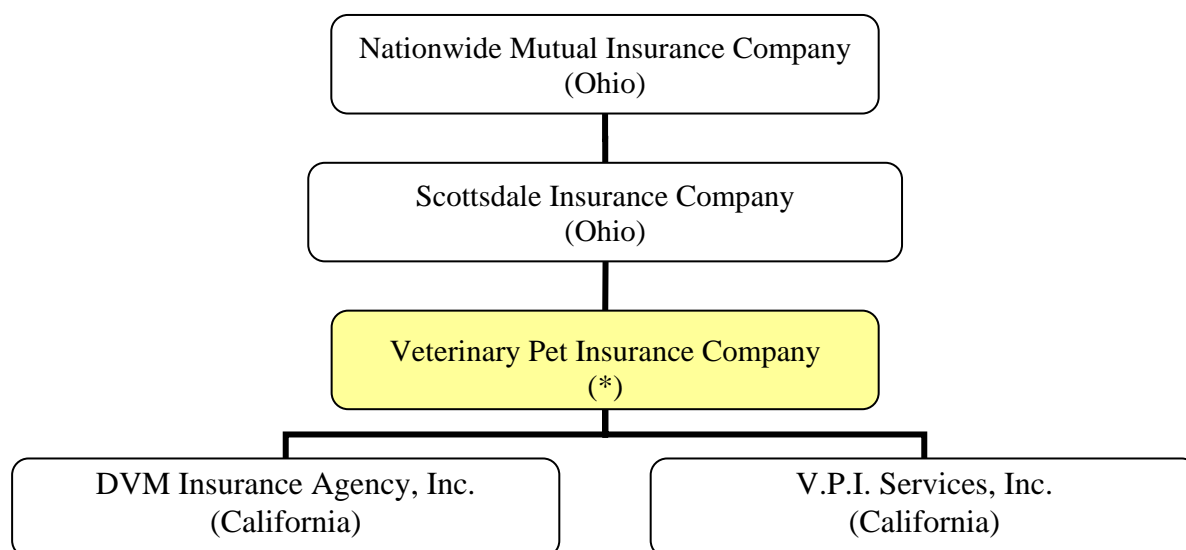 Nationwide Mutual Insurance Company
(Ohio)
Scottsdale Insurance Company
(Ohio)
Veterinary Pet Insurance Company
(*)
DVM Insurance Agency, Inc.
(California)
V.P.I. Services, Inc.
(California)